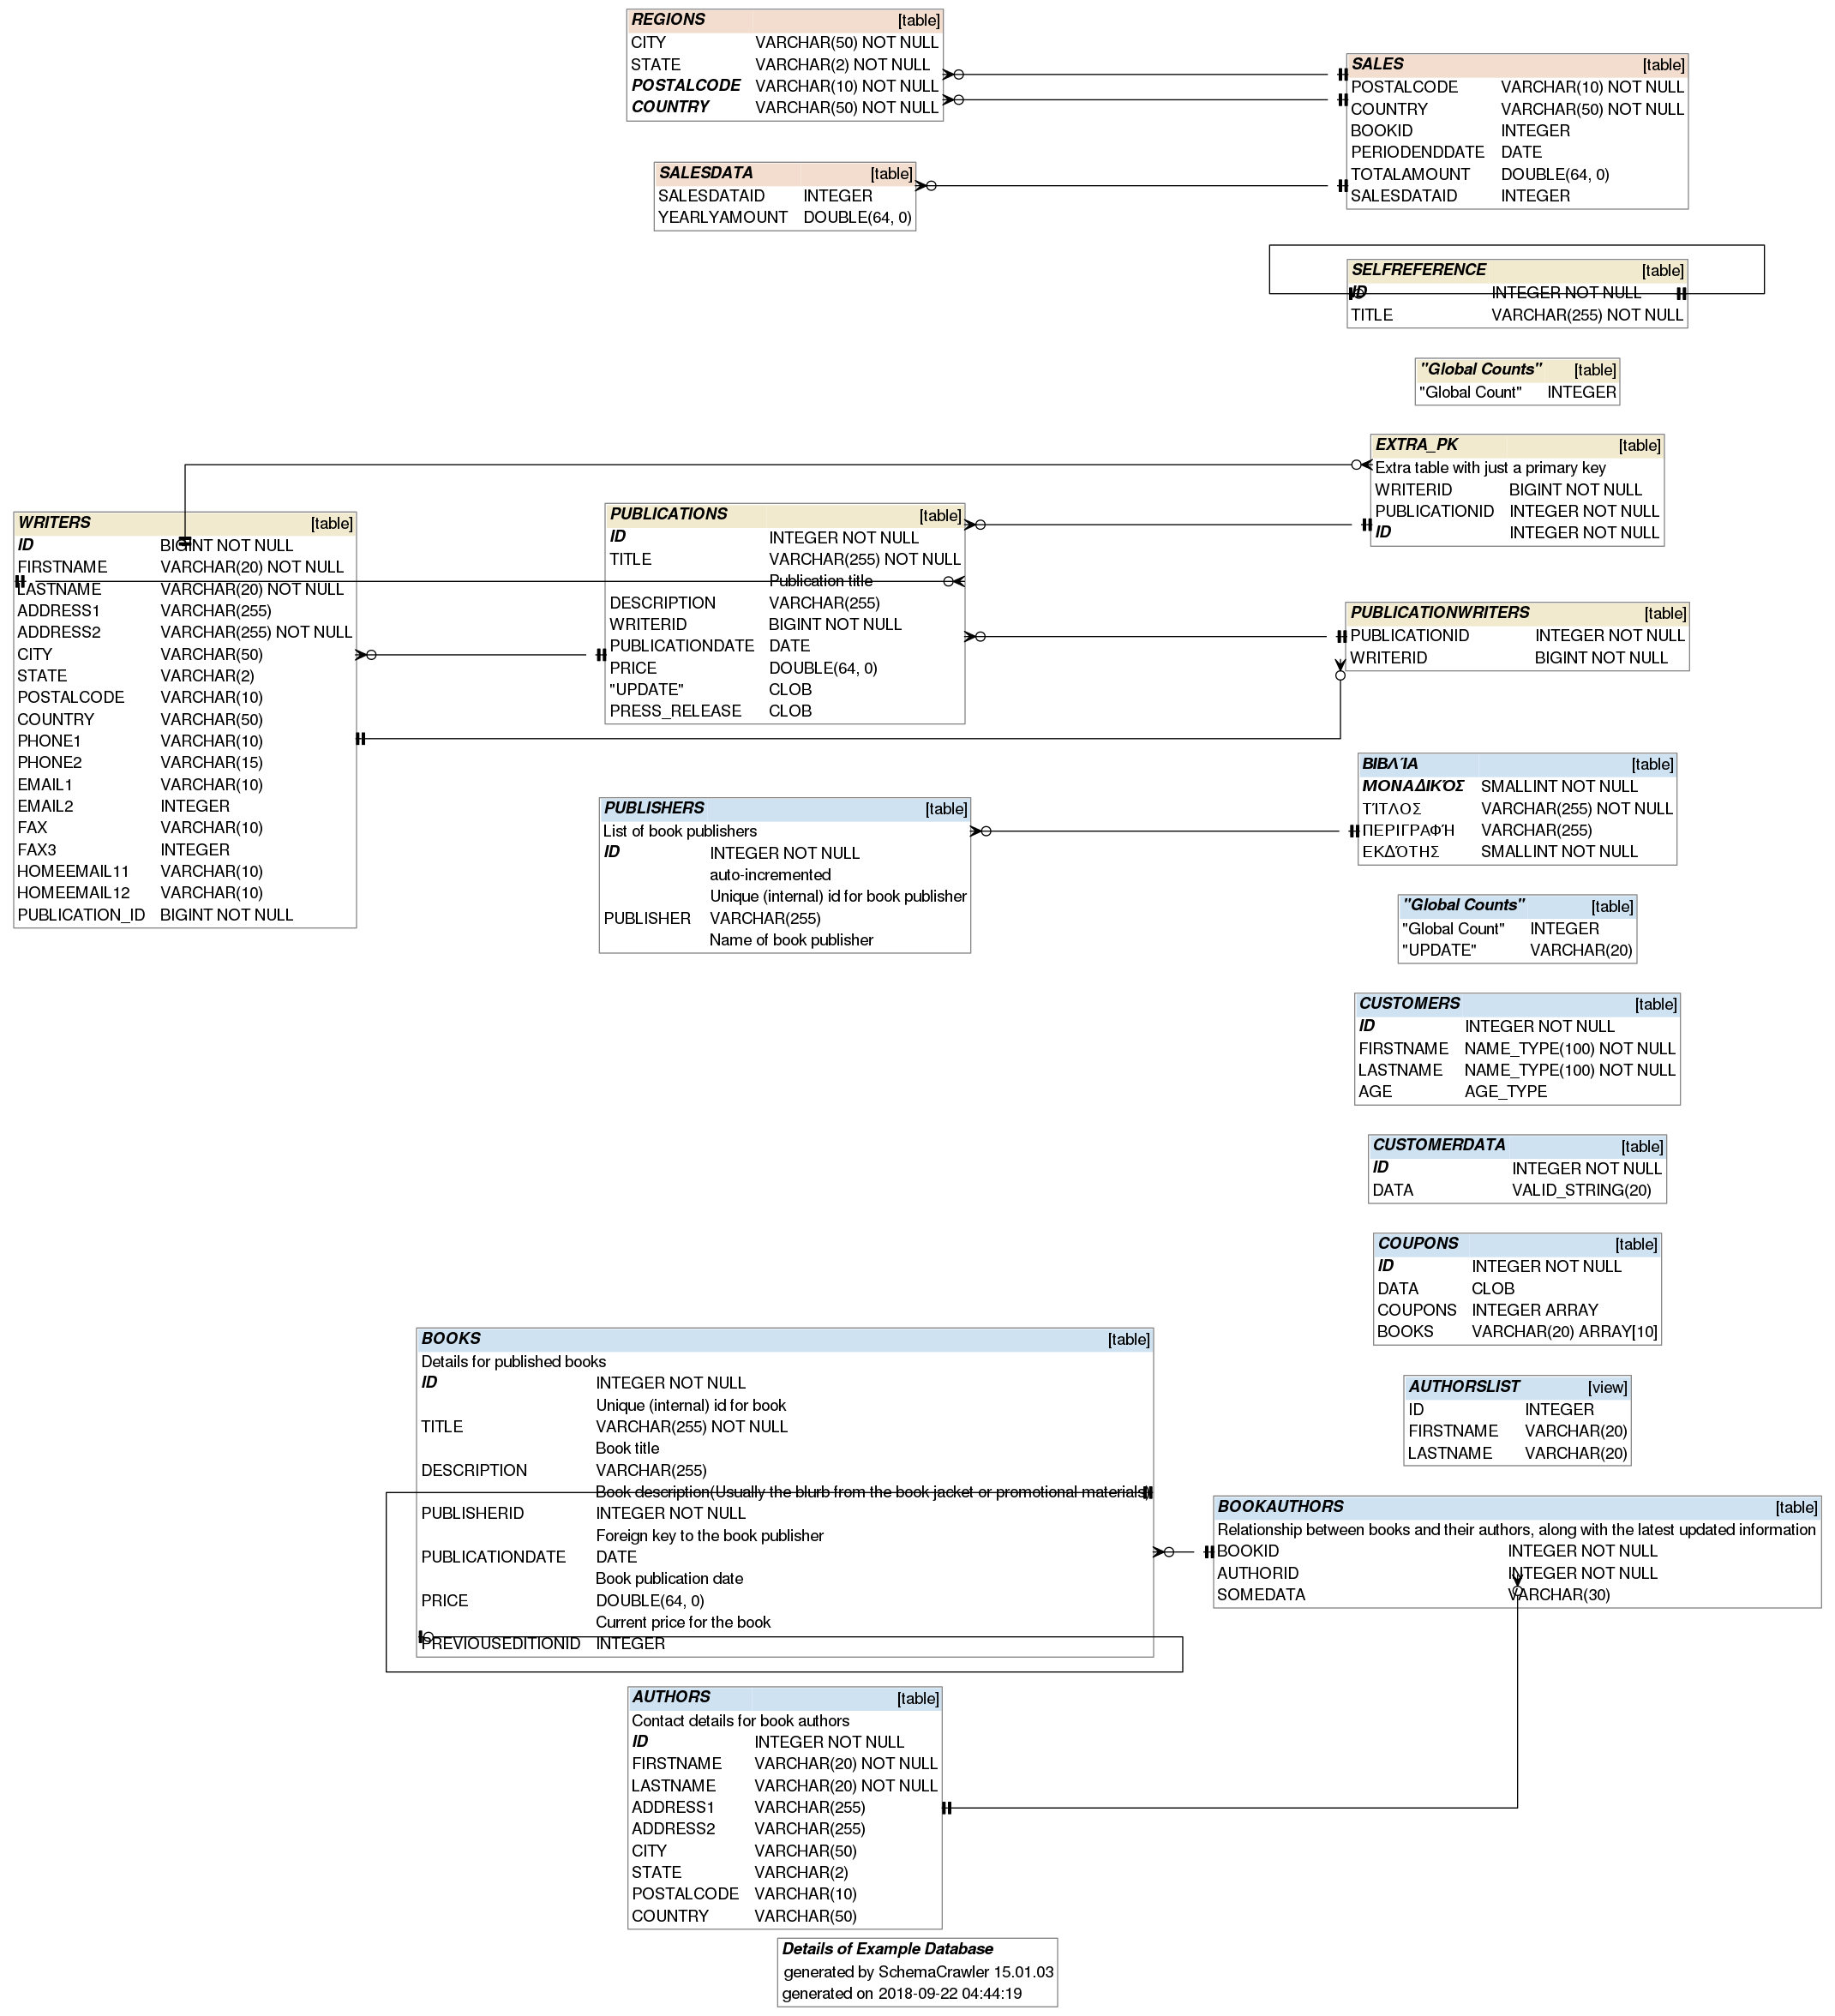 REGIONS [table]
CITY VARCHAR(50) NOT NULL
STATE VARCHAR(2) NOT NULL
POSTALCODE VARCHAR(10) NOT NULL
COUNTRY VARCHAR(50) NOT NULL
SALES [table]
POSTALCODE VARCHAR(10) NOT NULL
COUNTRY VARCHAR(50) NOT NULL
BOOKID INTEGER
PERIODENDDATE DATE
TOTALAMOUNT DOUBLE(64, 0)
SALESDATAID INTEGER
SALESDATA [table]
SALESDATAID INTEGER
YEARLYAMOUNT DOUBLE(64, 0)
SELFREFERENCE [table]
ID INTEGER NOT NULL
TITLE VARCHAR(255) NOT NULL
"Global Counts" [table]
"Global Count" INTEGER
EXTRA_PK [table]
Extra table with just a primary key
WRITERID BIGINT NOT NULL
PUBLICATIONID INTEGER NOT NULL
ID INTEGER NOT NULL
WRITERS [table]
ID BIGINT NOT NULL
FIRSTNAME VARCHAR(20) NOT NULL
LASTNAME VARCHAR(20) NOT NULL
ADDRESS1 VARCHAR(255)
ADDRESS2 VARCHAR(255) NOT NULL
CITY VARCHAR(50)
STATE VARCHAR(2)
POSTALCODE VARCHAR(10)
COUNTRY VARCHAR(50)
PHONE1 VARCHAR(10)
PHONE2 VARCHAR(15)
EMAIL1 VARCHAR(10)
EMAIL2 INTEGER
FAX VARCHAR(10)
FAX3 INTEGER
HOMEEMAIL11 VARCHAR(10)
HOMEEMAIL12 VARCHAR(10)
PUBLICATION_ID BIGINT NOT NULL
PUBLICATIONS [table]
ID INTEGER NOT NULL
TITLE VARCHAR(255) NOT NULL
Publication title
DESCRIPTION VARCHAR(255)
WRITERID BIGINT NOT NULL
PUBLICATIONDATE DATE
PRICE DOUBLE(64, 0)
"UPDATE" CLOB
PRESS_RELEASE CLOB
PUBLICATIONWRITERS [table]
PUBLICATIONID INTEGER NOT NULL
WRITERID BIGINT NOT NULL
ΒΙΒΛΊΑ [table]
ΜΟΝΑΔΙΚΌΣ SMALLINT NOT NULL
ΤΊΤΛΟΣ VARCHAR(255) NOT NULL
ΠΕΡΙΓΡΑΦΉ VARCHAR(255)
ΕΚΔΌΤΗΣ SMALLINT NOT NULL
PUBLISHERS [table]
List of book publishers
ID INTEGER NOT NULL
auto-incremented
Unique (internal) id for book publisher
PUBLISHER VARCHAR(255)
Name of book publisher
"Global Counts" [table]
"Global Count" INTEGER
"UPDATE" VARCHAR(20)
CUSTOMERS [table]
ID INTEGER NOT NULL
FIRSTNAME NAME_TYPE(100) NOT NULL
LASTNAME NAME_TYPE(100) NOT NULL
AGE AGE_TYPE
CUSTOMERDATA [table]
ID INTEGER NOT NULL
DATA VALID_STRING(20)
COUPONS [table]
ID INTEGER NOT NULL
DATA CLOB
COUPONS INTEGER ARRAY
BOOKS VARCHAR(20) ARRAY[10]
BOOKS [table]
Details for published books
ID INTEGER NOT NULL
Unique (internal) id for book
TITLE VARCHAR(255) NOT NULL
Book title
DESCRIPTION VARCHAR(255)
Book description(Usually the blurb from the book jacket or promotional materials)
PUBLISHERID INTEGER NOT NULL
Foreign key to the book publisher
PUBLICATIONDATE DATE
Book publication date
PRICE DOUBLE(64, 0)
Current price for the book
PREVIOUSEDITIONID INTEGER
AUTHORSLIST [view]
ID INTEGER
FIRSTNAME VARCHAR(20)
LASTNAME VARCHAR(20)
BOOKAUTHORS [table]
Relationship between books and their authors, along with the latest updated information
BOOKID INTEGER NOT NULL
AUTHORID INTEGER NOT NULL
SOMEDATA VARCHAR(30)
AUTHORS [table]
Contact details for book authors
ID INTEGER NOT NULL
FIRSTNAME VARCHAR(20) NOT NULL
LASTNAME VARCHAR(20) NOT NULL
ADDRESS1 VARCHAR(255)
ADDRESS2 VARCHAR(255)
CITY VARCHAR(50)
STATE VARCHAR(2)
POSTALCODE VARCHAR(10)
COUNTRY VARCHAR(50)
Details of Example Database
generated by SchemaCrawler 15.01.03
generated on 2018-09-22 04:44:19